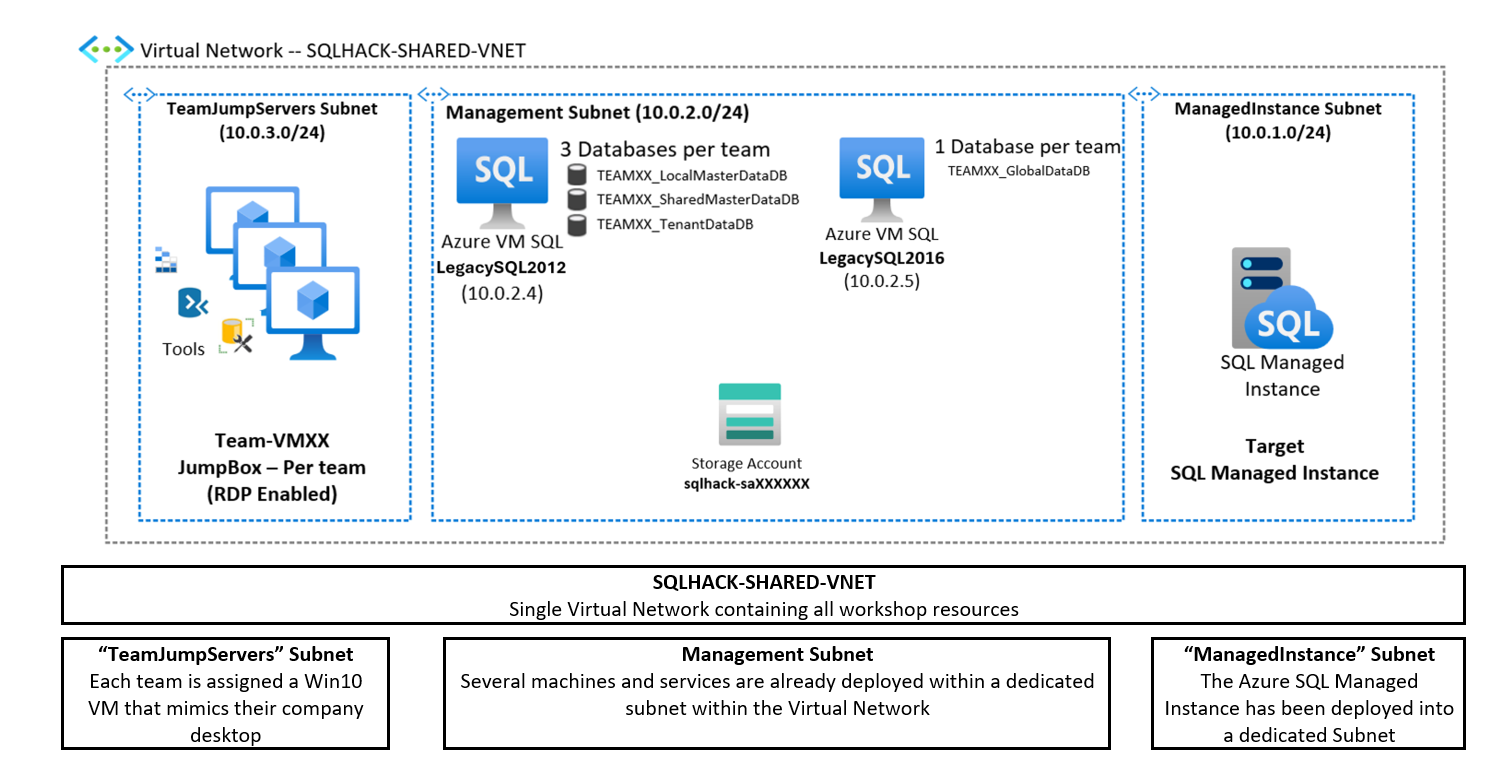 Virtual Network -- SQLHACK-SHARED-VNET
TeamJumpServers Subnet
(10.0.3.0/24)
Tools
Team-VMXX
JumpBox – Per team
(RDP Enabled)
Management Subnet (10.0.2.0/24)
SQL
3 Databases per team
TEAMXX_LocalMasterDataDB
TEAMXX_SharedMasterDataDB
TEAMXX_TenantDataDB
Azure VM SQL
LegacySQL2012
(10.0.2.4)
SQL
1 Database per team
TEAMXX_GlobalDataDB
Azure VM SQL
LegacySQL2016
(10.0.2.5)
Storage Account
sqlhack-saXXXXXX
ManagedInstance Subnet
(10.0.1.0/24)
SQL
SQL Managed
Instance
Target
SQL Managed Instance
SQLHACK-SHARED-VNET
Single Virtual Network containing all workshop resources
“TeamJumpServers” Subnet
Each team is assigned a Win10
VM that mimics their company
desktop
Management Subnet
Several machines and services are already deployed within a dedicated
subnet within the Virtual Network
“ManagedInstance” Subnet
The Azure SQL Managed
Instance has been deployed into
a dedicated Subnet